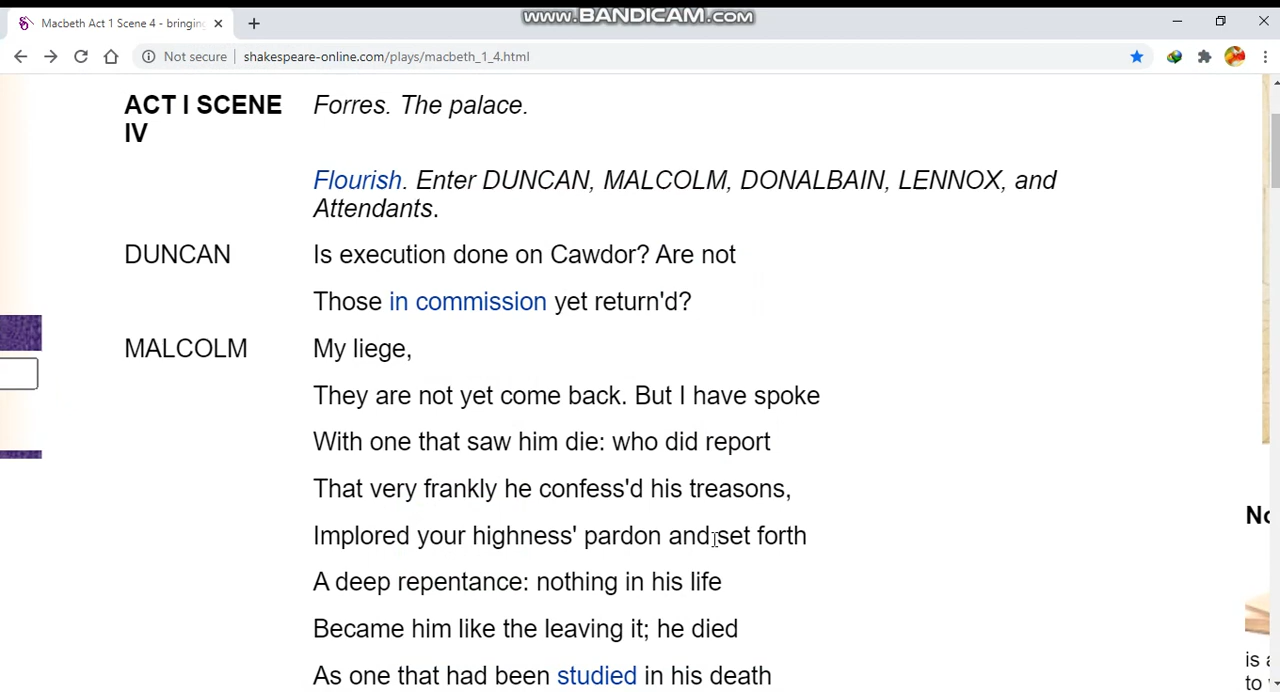 www.BANDICAM.com
Macbeth Act 1 Scene 4 - bringing
Not secure
shakespeare-online.com/plays/macbeth_1_4.html
ACT I SCENE IV
Forres. The palace.
Flourish. Enter DUNCAN, MALCOLM, DONALBAIN, LENNOX, and
Attendants.
DUNCAN Is execution done on Cawdor? Are not
Those in commission yet return'd?
MALCOLM My liege,
They are not yet come back. But I have spoke
With one that saw him die: who did report
That very frankly he confess'd his treasons,
Implored your highness' pardon and set forth
A deep repentance: nothing in his life
Became him like the leaving it; he died
As one that had been studied in his death
is
to